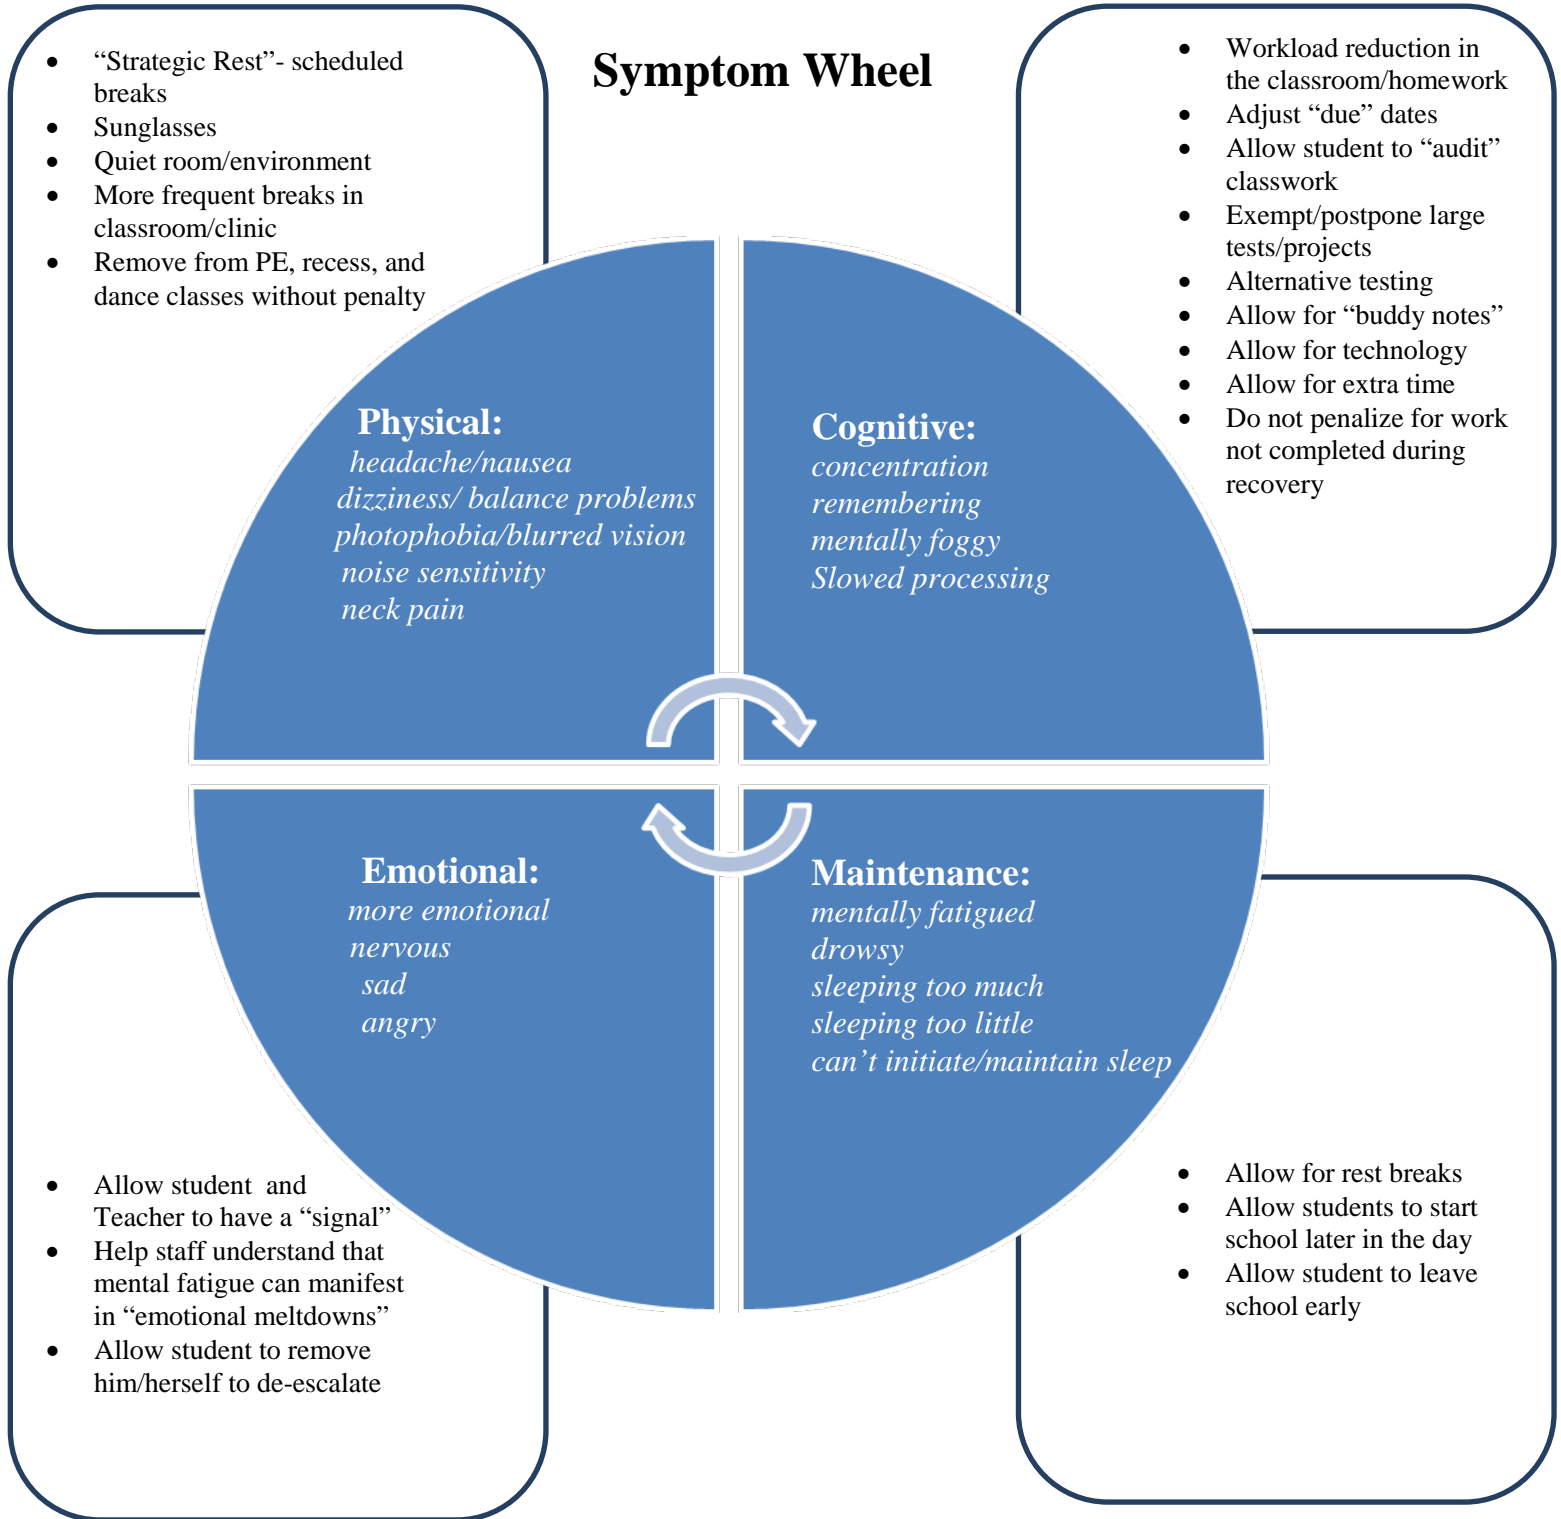 Symptom Wheel
• “Strategic Rest”- scheduled
breaks
• Sunglasses
• Quiet room/environment
• More frequent breaks in
classroom/clinic
• Remove from PE, recess, and
dance classes without penalty
• Workload reduction in
the classroom/homework
• Adjust “due” dates
• Allow student to “audit”
classwork
• Exempt/postpone large
tests/projects
• Alternative testing
• Allow for “buddy notes”
• Allow for technology
• Allow for extra time
• Do not penalize for work
not completed during
recovery
Physical:
headache/nausea
dizziness/ balance problems
photophobia/blurred vision
noise sensitivity
neck pain
Cognitive:
concentration
remembering
mentally foggy
Slowed processing
Emotional:
more emotional
nervous
sad
angry
Maintenance:
mentally fatigued
drowsy
sleeping too much
sleeping too little
can’t initiate/maintain sleep
• Allow student  and
Teacher to have a “signal”
• Help staff understand that
mental fatigue can manifest
in “emotional meltdowns”
• Allow student to remove
him/herself to de-escalate
• Allow for rest breaks
• Allow students to start
school later in the day
• Allow student to leave
school early